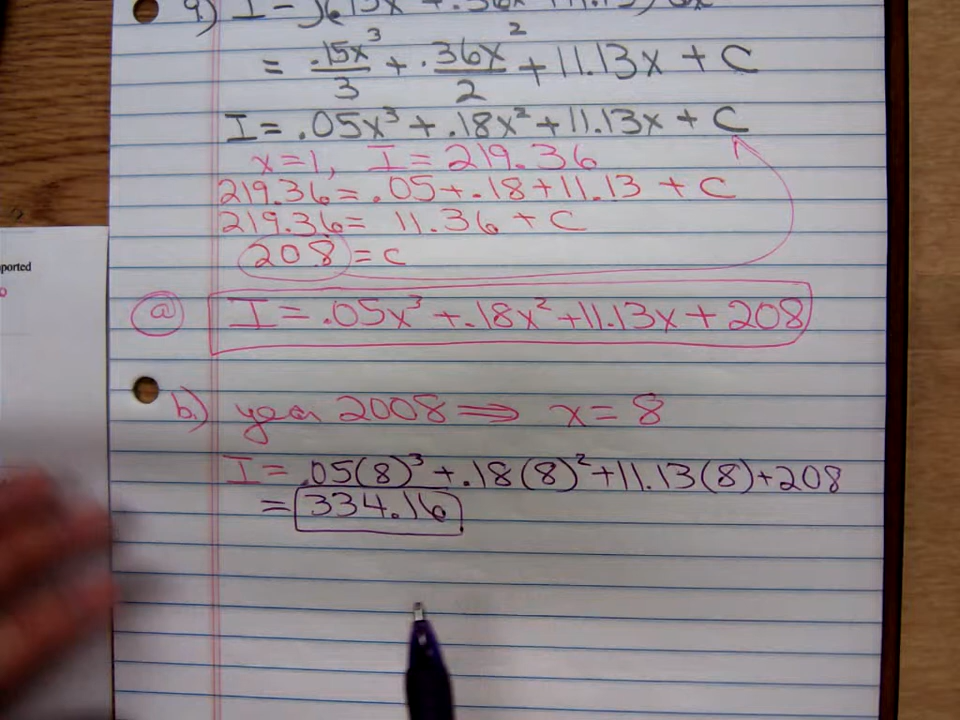 = .15x³/3 + .36x²/2 + 11.13x + C
I = .05x³ + .18x² + 11.13x + C
x=1, I = 219.36
219.36 = .05 + .18 + 11.13 + C
219.36 = 11.36 + C
208 = C
ported
ⓐ I = .05x³ + .18x² + 11.13x + 208
b.) year 2008 ⟹ x = 8
I = .05(8)³ + .18(8)² + 11.13(8) + 208
= 334.16